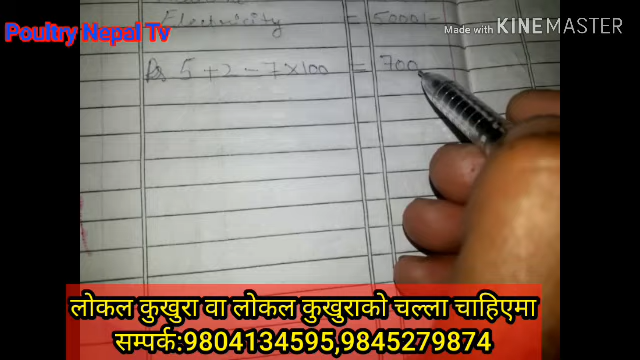 Electricity = 5000/-
Poultry Nepal Tv
Made with KINEMASTER
Rs 5 + 2 - 7 × 100 = 700
लोकल कुखुरा वा लोकल कुखुराको चल्ला चाहिएमा
सम्पर्क:9804134595,9845279874